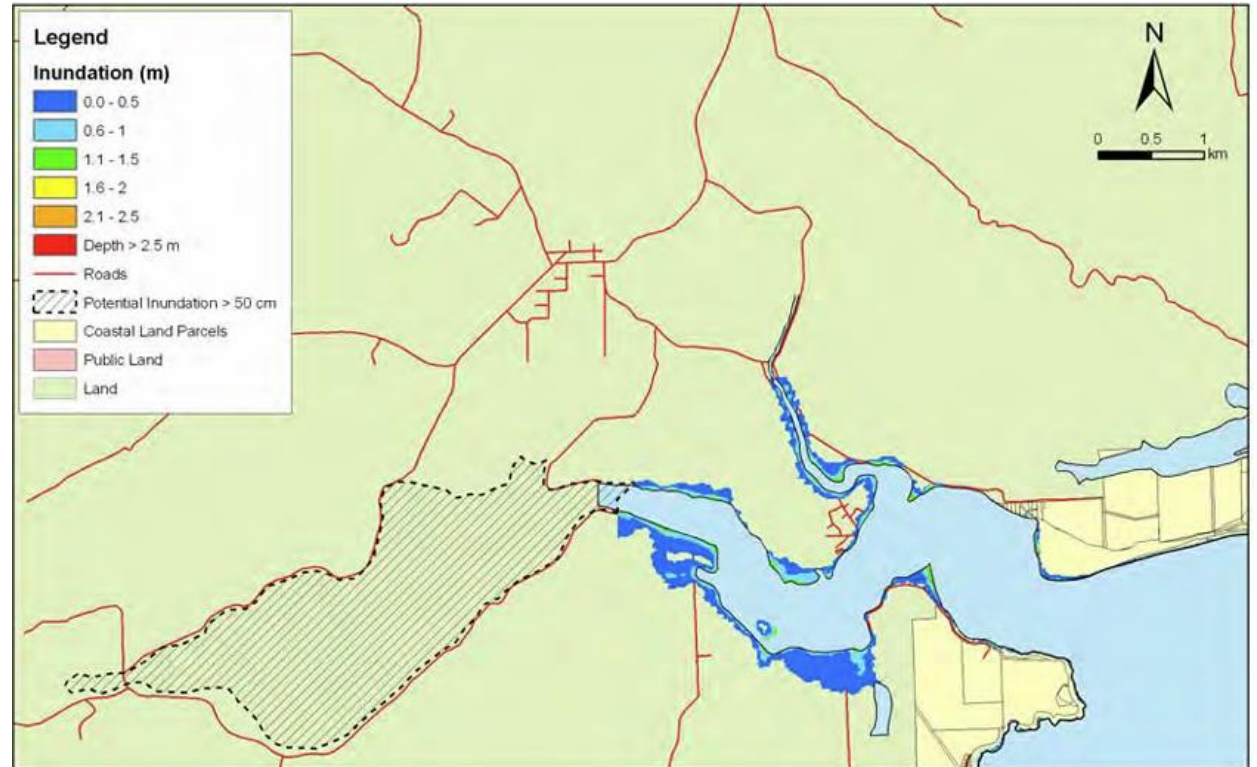 Legend
Inundation (m)
0.0 - 0.5
0.6 - 1
1.1 - 1.5
1.6 - 2
2.1 - 2.5
Depth > 2.5 m
Roads
Potential Inundation > 50 cm
Coastal Land Parcels
Public Land
Land
N
0 0.5 1
km